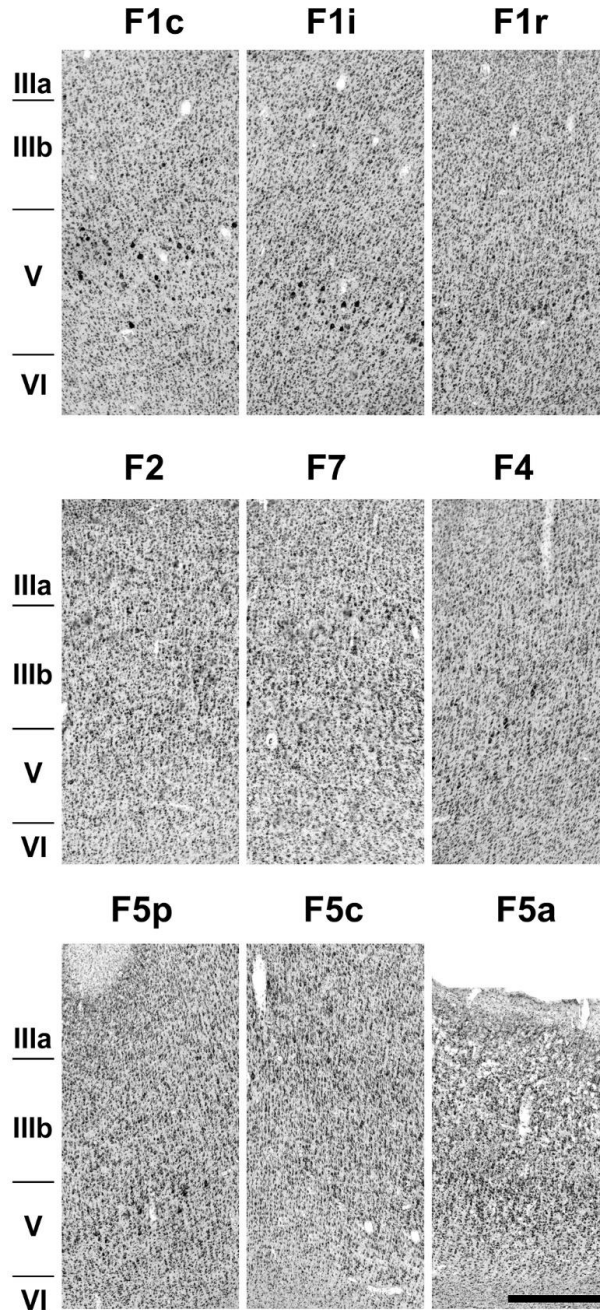 F1c F1i F1r
IIIa
IIIb
V
VI
F2 F7 F4
IIIa
IIIb
V
VI
F5p F5c F5a
IIIa
IIIb
V
VI